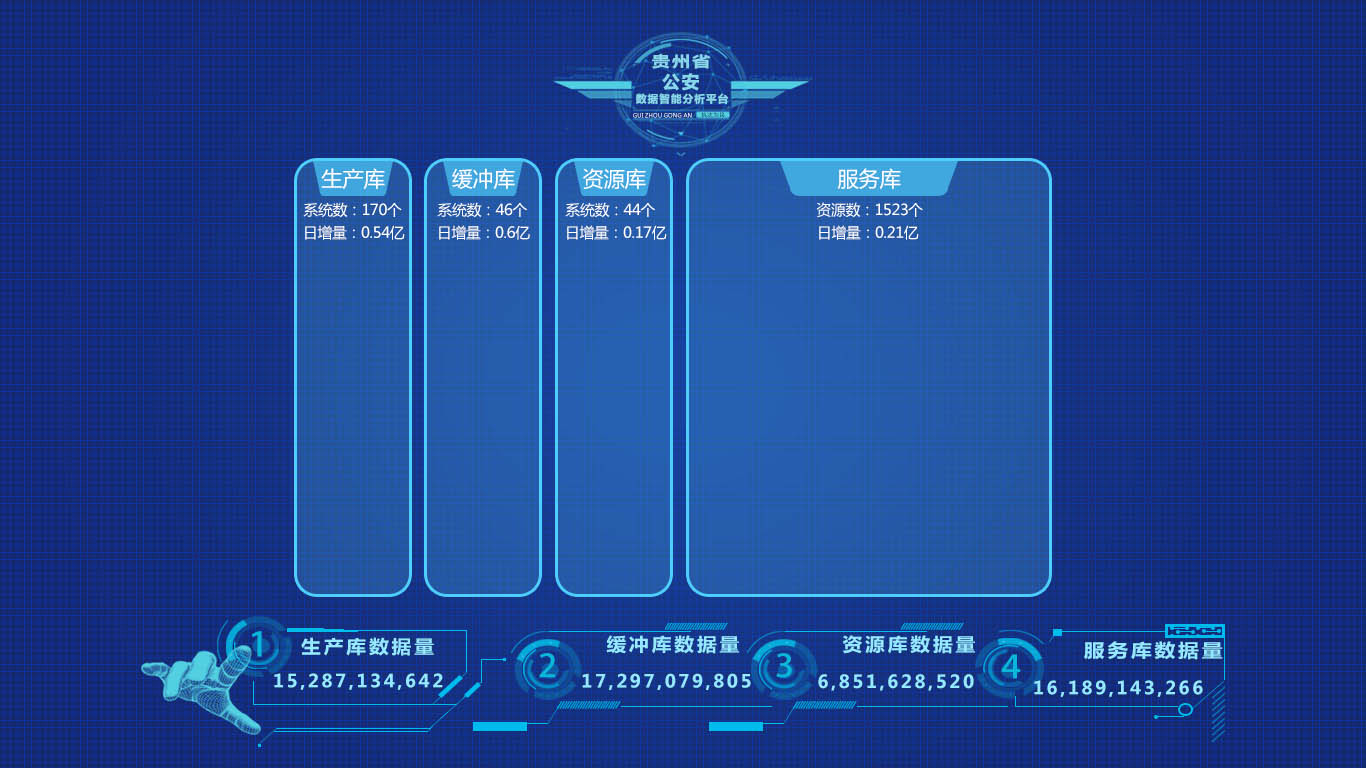 贵州省
公安
数据智能分析平台
GUI ZHOU GONG AN
生产库
系统数：170个
日增量：0.54亿
缓冲库
系统数：46个
日增量：0.6亿
资源库
系统数：44个
日增量：0.17亿
服务库
资源数：1523个
日增量：0.21亿
1
生产库数据量
15,287,134,642
2
缓冲库数据量
17,297,079,805
3
资源库数据量
6,851,628,520
4
服务库数据量
16,189,143,266